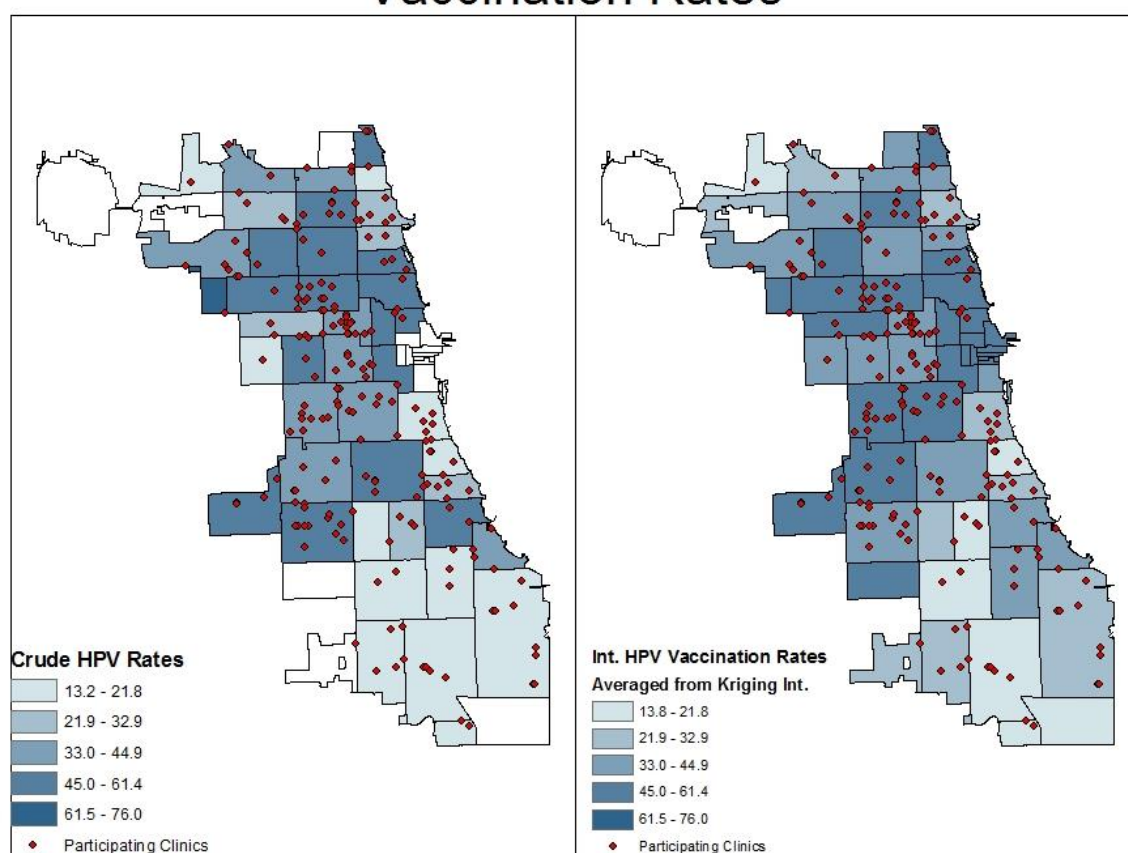 Vaccination Rates
Crude HPV Rates
13.2 - 21.8
21.9 - 32.9
33.0 - 44.9
45.0 - 61.4
61.5 - 76.0
Participating Clinics
Int. HPV Vaccination Rates
Averaged from Kriging Int.
13.8 - 21.8
21.9 - 32.9
33.0 - 44.9
45.0 - 61.4
61.5 - 76.0
Participating Clinics